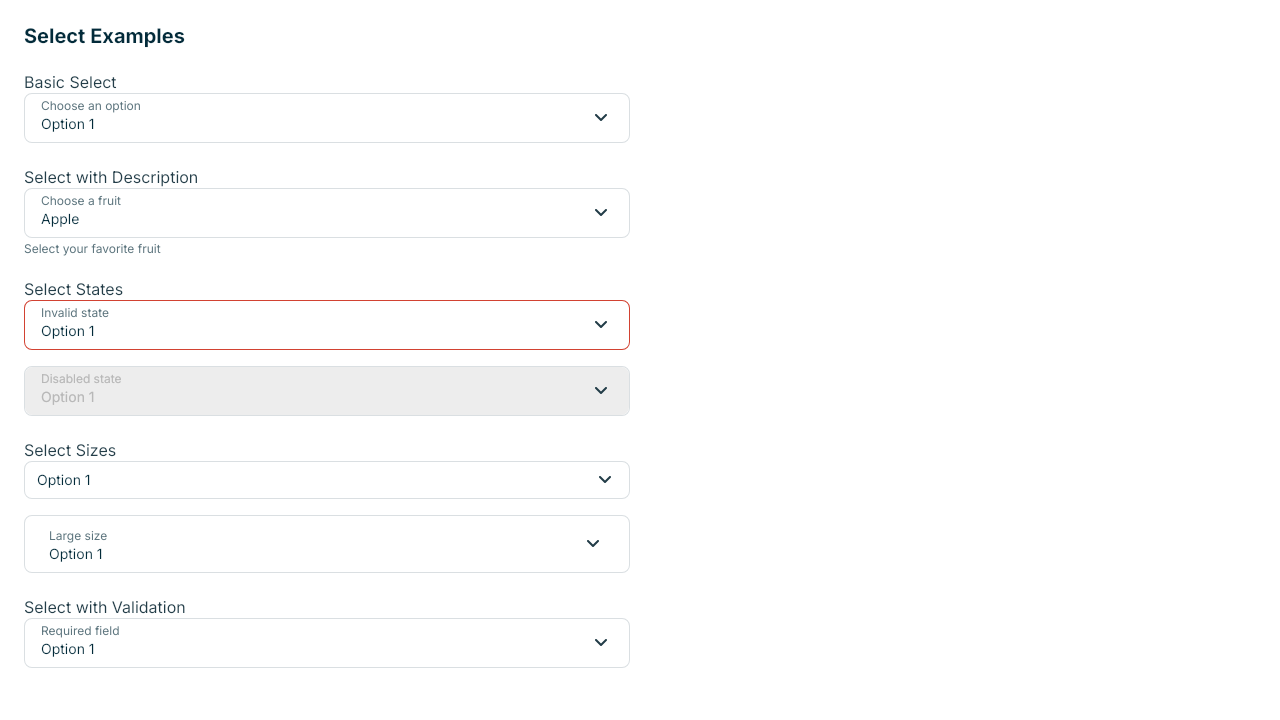 Select Examples
Basic Select
Choose an option
Option 1
Select with Description
Choose a fruit
Apple
Select your favorite fruit
Select States
Invalid state
Option 1
Disabled state
Option 1
Select Sizes
Option 1
Large size
Option 1
Select with Validation
Required field
Option 1